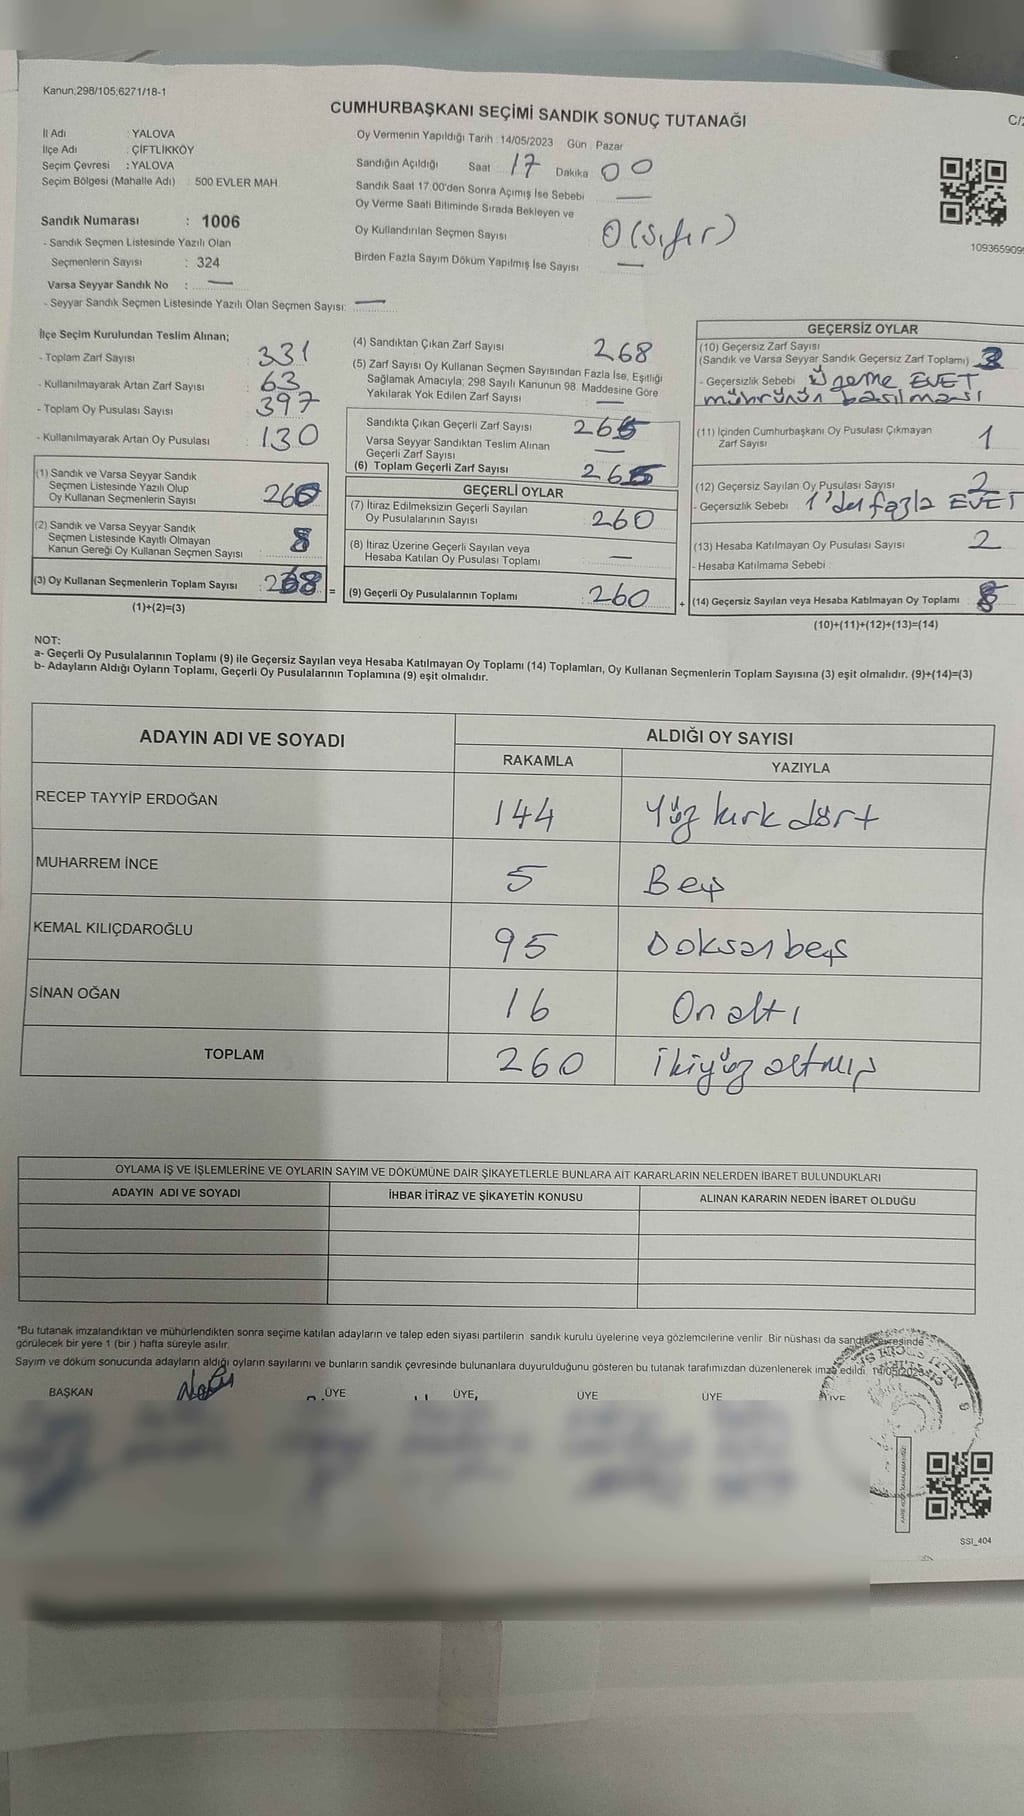 Kanun;298/105;6271/18-1
CUMHURBAŞKANI SEÇİMİ SANDIK SONUÇ TUTANAĞI
İl Adı : YALOVA
İlçe Adı : ÇİFTLİKKÖY
Seçim Çevresi : YALOVA
Seçim Bölgesi (Mahalle Adı) 500 EVLER MAH
Sandık Numarası : 1006
- Sandık Seçmen Listesinde Yazılı Olan
Seçmenlerin Sayısı : 324
Varsa Seyyar Sandık No : —
- Seyyar Sandık Seçmen Listesinde Yazılı Olan Seçmen Sayısı: —
Oy Vermenin Yapıldığı Tarih : 14/05/2023 Gün : Pazar
Sandığın Açıldığı Saat 17 Dakika 00
Sandık Saat 17:00'den Sonra Açımış İse Sebebi —
Oy Verme Saati Bitiminde Sırada Bekleyen ve
Oy Kullandırılan Seçmen Sayısı 0 (sıfır)
Birden Fazla Sayım Döküm Yapılmış İse Sayısı —
İlçe Seçim Kurulundan Teslim Alınan;
- Toplam Zarf Sayısı 331
- Kullanılmayarak Artan Zarf Sayısı 63
- Toplam Oy Pusulası Sayısı 397
- Kullanılmayarak Artan Oy Pusulası 130
(1) Sandık ve Varsa Seyyar Sandık
Seçmen Listesinde Yazılı Olup
Oy Kullanan Seçmenlerin Sayısı 260
(2) Sandık ve Varsa Seyyar Sandık
Seçmen Listesinde Kayıtlı Olmayan
Kanun Gereği Oy Kullanan Seçmen Sayısı 8
(3) Oy Kullanan Seçmenlerin Toplam Sayısı : 268 =
(1)+(2)=(3)
(4) Sandıktan Çıkan Zarf Sayısı 268
(5) Zarf Sayısı Oy Kullanan Seçmen Sayısından Fazla İse, Eşitliği
Sağlamak Amacıyla; 298 Sayılı Kanunun 98. Maddesine Göre
Yakılarak Yok Edilen Zarf Sayısı —
Sandıkta Çıkan Geçerli Zarf Sayısı 265
Varsa Seyyar Sandıktan Teslim Alınan
Geçerli Zarf Sayısı —
(6) Toplam Geçerli Zarf Sayısı 265
GEÇERLİ OYLAR
(7) İtiraz Edilmeksizin Geçerli Sayılan
Oy Pusulalarının Sayısı 260
(8) İtiraz Üzerine Geçerli Sayılan veya
Hesaba Katılan Oy Pusulası Toplamı —
(9) Geçerli Oy Pusulalarının Toplamı 260 +
C/2
1093659095
GEÇERSİZ OYLAR
(10) Geçersiz Zarf Sayısı
(Sandık ve Varsa Seyyar Sandık Geçersiz Zarf Toplamı) 3
- Geçersizlik Sebebi Üzerine EVET
mührünün basılması
(11) İçinden Cumhurbaşkanı Oy Pusulası Çıkmayan
Zarf Sayısı 1
(12) Geçersiz Sayılan Oy Pusulası Sayısı 2
- Geçersizlik Sebebi 1'den fazla EVET
(13) Hesaba Katılmayan Oy Pusulası Sayısı 2
- Hesaba Katılmama Sebebi :
(14) Geçersiz Sayılan veya Hesaba Katılmayan Oy Toplamı 8
(10)+(11)+(12)+(13)=(14)
NOT:
a- Geçerli Oy Pusulalarının Toplamı (9) ile Geçersiz Sayılan veya Hesaba Katılmayan Oy Toplamı (14) Toplamları, Oy Kullanan Seçmenlerin Toplam Sayısına (3) eşit olmalıdır. (9)+(14)=(3)
b- Adayların Aldığı Oyların Toplamı, Geçerli Oy Pusulalarının Toplamına (9) eşit olmalıdır.
ADAYIN ADI VE SOYADI ALDIĞI OY SAYISI
RAKAMLA YAZIYLA
RECEP TAYYİP ERDOĞAN 144 Yüz kırk dört
MUHARREM İNCE 5 Beş
KEMAL KILIÇDAROĞLU 95 Doksan beş
SİNAN OĞAN 16 On altı
TOPLAM 260 ikiyüz altmış
OYLAMA İŞ VE İŞLEMLERİNE VE OYLARIN SAYIM VE DÖKÜMÜNE DAİR ŞİKAYETLERLE BUNLARA AİT KARARLARIN NELERDEN İBARET BULUNDUKLARI
ADAYIN ADI VE SOYADI İHBAR İTİRAZ VE ŞİKAYETİN KONUSU ALINAN KARARIN NEDEN İBARET OLDUĞU
*Bu tutanak imzalandıktan ve mühürlendikten sonra seçime katılan adayların ve talep eden siyasi partilerin sandık kurulu üyelerine veya gözlemcilerine verilir. Bir nüshası da sandık çevresinde
görülecek bir yere 1 (bir ) hafta süreyle asılır.
Sayım ve döküm sonucunda adayların aldığı oyların sayılarını ve bunların sandık çevresinde bulunanlara duyurulduğunu gösteren bu tutanak tarafımızdan düzenlenerek imza edildi. 14/05/2023
BAŞKAN ÜYE ÜYE ÜYE ÜYE ÜYE
SSI_404